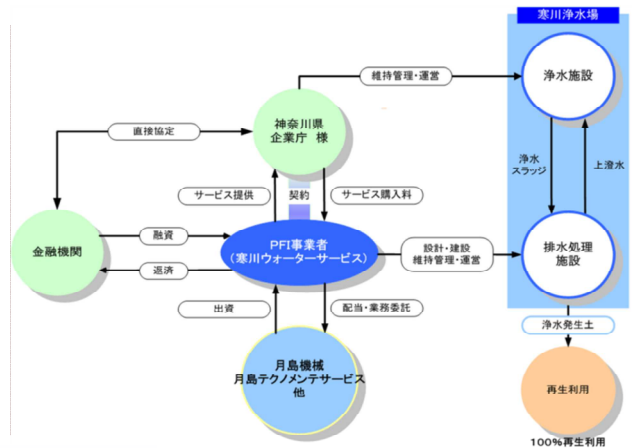 寒川浄水場
維持管理・運営
浄水施設
神奈川県
企業庁 様
直接協定
浄水
スラッジ
上澄水
サービス提供
契約
サービス購入料
金融機関
融資
返済
PFI事業者
(寒川ウォーターサービス)
設計・建設
維持管理・運営
排水処理
施設
出資
配当・業務委託
浄水発生土
月島機械
月島テクノメンテサービス
他
再生利用
100%再生利用